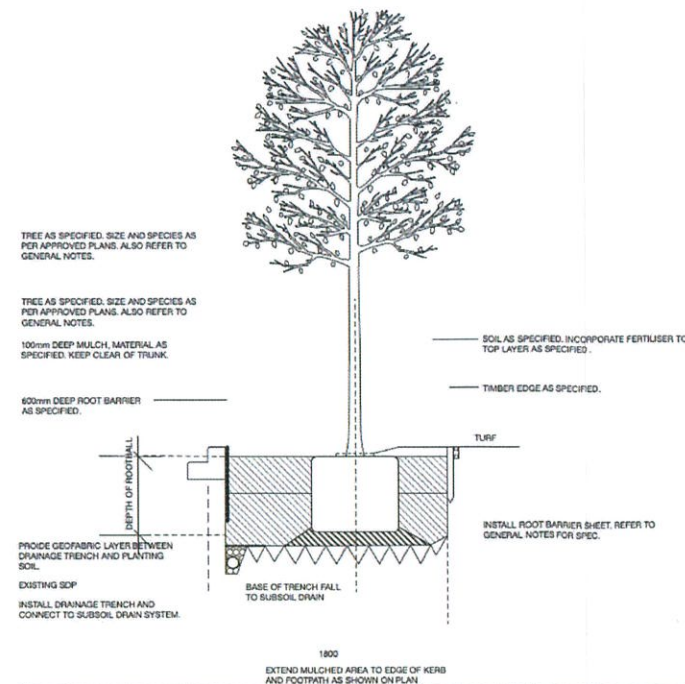 TREE AS SPECIFIED. SIZE AND SPECIES AS
PER APPROVED PLANS. ALSO REFER TO
GENERAL NOTES.
TREE AS SPECIFIED. SIZE AND SPECIES AS
PER APPROVED PLANS. ALSO REFER TO
GENERAL NOTES.
100mm DEEP MULCH, MATERIAL AS
SPECIFIED. KEEP CLEAR OF TRUNK.
600mm DEEP ROOT BARRIER
AS SPECIFIED.
DEPTH OF ROOTBALL
PROIDE GEOFABRIC LAYER BETWEEN
DRAINAGE TRENCH AND PLANTING
SOIL.
EXISTING SDP
INSTALL DRAINAGE TRENCH AND
CONNECT TO SUBSOIL DRAIN SYSTEM.
SOIL AS SPECIFIED. INCORPORATE FERTILISER TO
TOP LAYER AS SPECIFIED.
TIMBER EDGE AS SPECIFIED.
TURF
INSTALL ROOT BARRIER SHEET. REFER TO
GENERAL NOTES FOR SPEC.
BASE OF TRENCH FALL
TO SUBSOIL DRAIN
1800
EXTEND MULCHED AREA TO EDGE OF KERB
AND FOOTPATH AS SHOWN ON PLAN